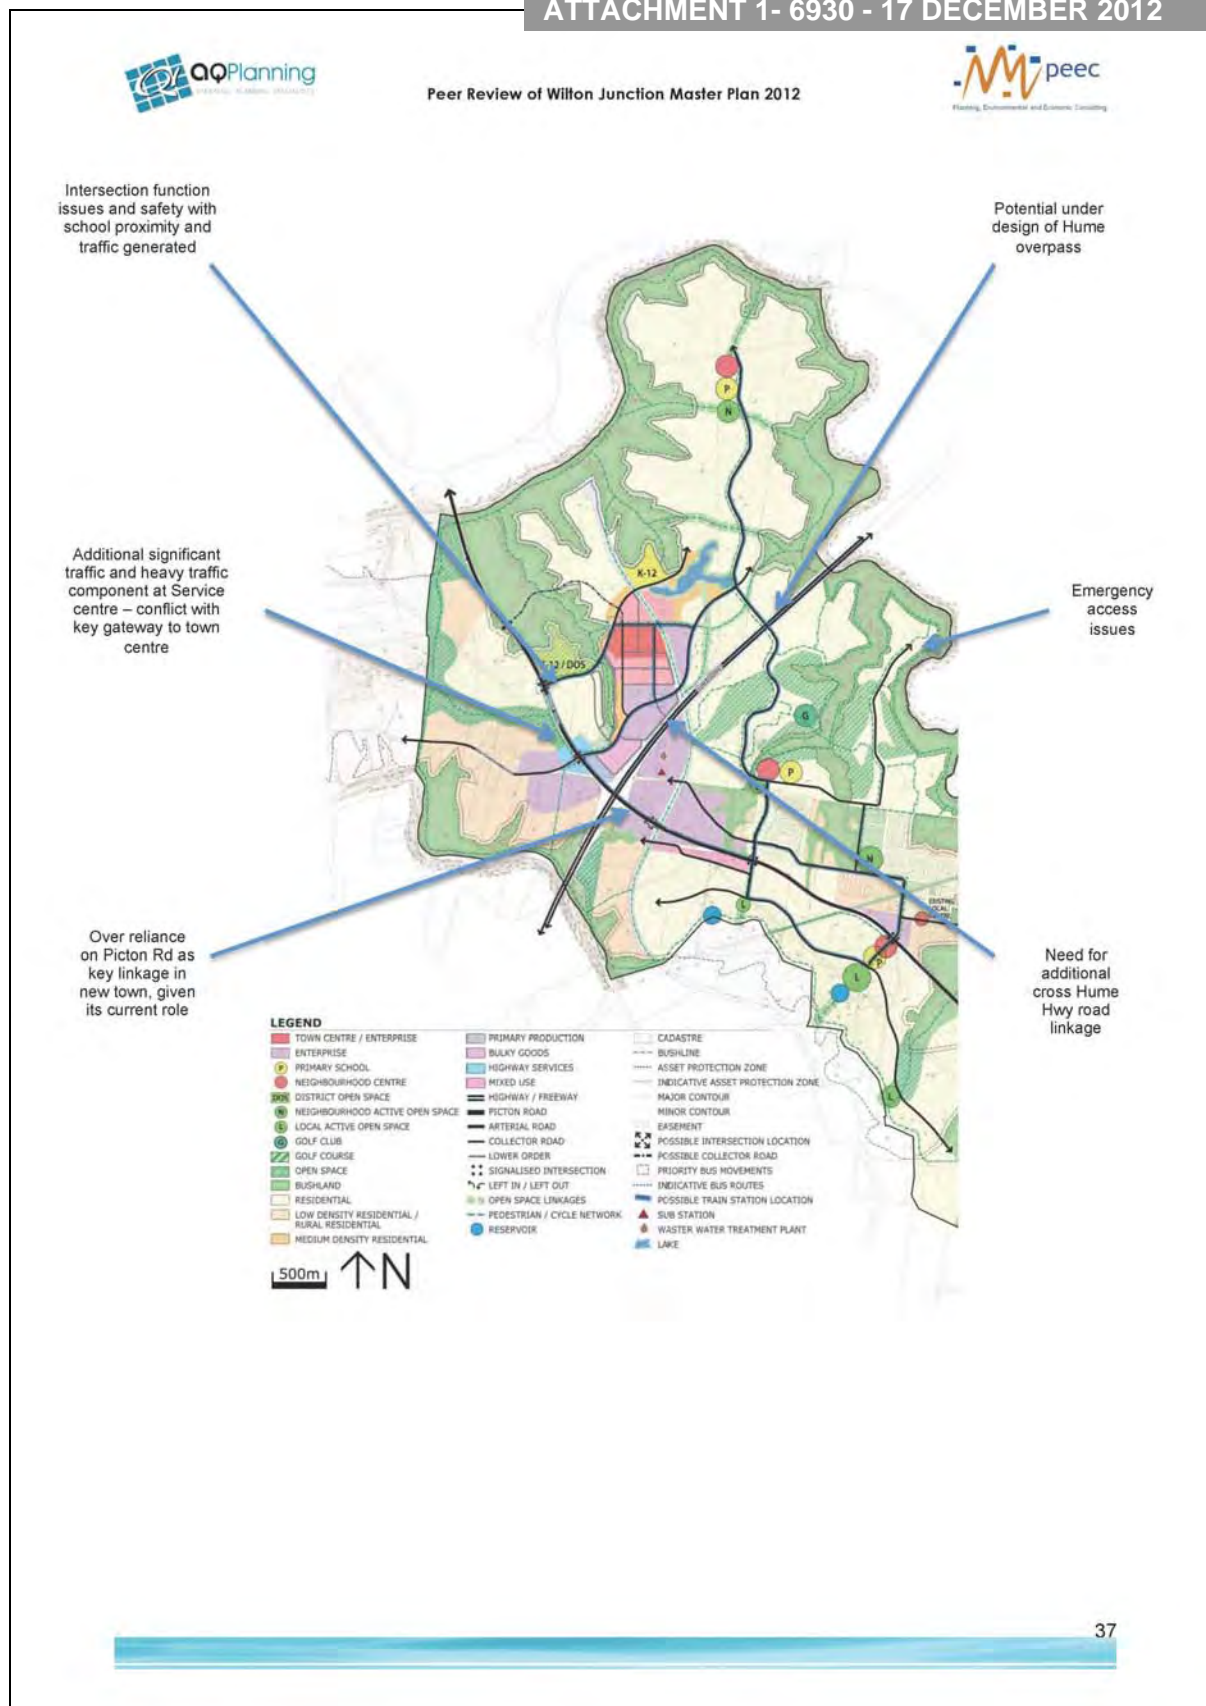 ATTACHMENT 1- 6930 - 17 DECEMBER 2012
aQPlanning
peec
Planning, Environmental and Economic Consulting
Peer Review of Wilton Junction Master Plan 2012
Intersection function
issues and safety with
school proximity and
traffic generated
Potential under
design of Hume
overpass
Additional significant
traffic and heavy traffic
component at Service
centre – conflict with
key gateway to town
centre
Emergency
access
issues
Over reliance
on Picton Rd as
key linkage in
new town, given
its current role
Need for
additional
cross Hume
Hwy road
linkage
P
N
K-12
12 / DOS
G
P
N
L
P
L
L
LEGEND
TOWN CENTRE / ENTERPRISE
ENTERPRISE
P PRIMARY SCHOOL
NEIGHBOURHOOD CENTRE
DOS DISTRICT OPEN SPACE
N NEIGHBOURHOOD ACTIVE OPEN SPACE
L LOCAL ACTIVE OPEN SPACE
G GOLF CLUB
GOLF COURSE
OPEN SPACE
BUSHLAND
RESIDENTIAL
LOW DENSITY RESIDENTIAL /
RURAL RESIDENTIAL
MEDIUM DENSITY RESIDENTIAL
PRIMARY PRODUCTION
BULKY GOODS
HIGHWAY SERVICES
MIXED USE
HIGHWAY / FREEWAY
PICTON ROAD
ARTERIAL ROAD
COLLECTOR ROAD
LOWER ORDER
SIGNALISED INTERSECTION
LEFT IN / LEFT OUT
OPEN SPACE LINKAGES
PEDESTRIAN / CYCLE NETWORK
RESERVOIR
CADASTRE
BUSHLINE
ASSET PROTECTION ZONE
INDICATIVE ASSET PROTECTION ZONE
MAJOR CONTOUR
MINOR CONTOUR
EASEMENT
POSSIBLE INTERSECTION LOCATION
POSSIBLE COLLECTOR ROAD
PRIORITY BUS MOVEMENTS
INDICATIVE BUS ROUTES
POSSIBLE TRAIN STATION LOCATION
SUB STATION
WASTER WATER TREATMENT PLANT
LAKE
500m
N
37